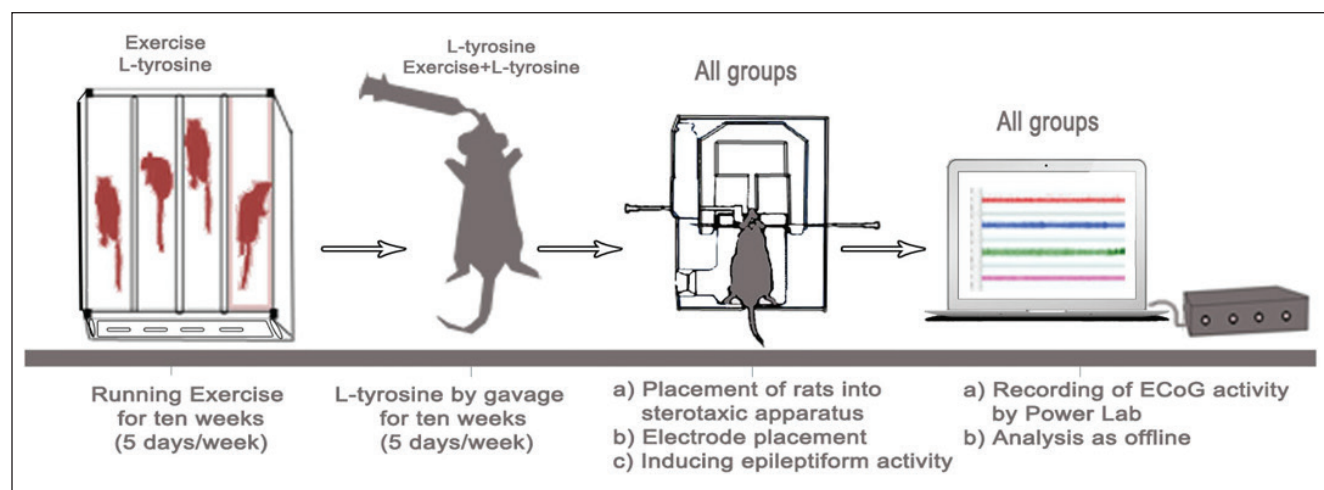 Exercise
L-tyrosine
L-tyrosine
Exercise+L-tyrosine
All groups
All groups
Running Exercise
for ten weeks
(5 days/week)
L-tyrosine by gavage
for ten weeks
(5 days/week)
a) Placement of rats into
sterotaxic apparatus
b) Electrode placement
c) Inducing epileptiform activity
a) Recording of ECoG activity
by Power Lab
b) Analysis as offline